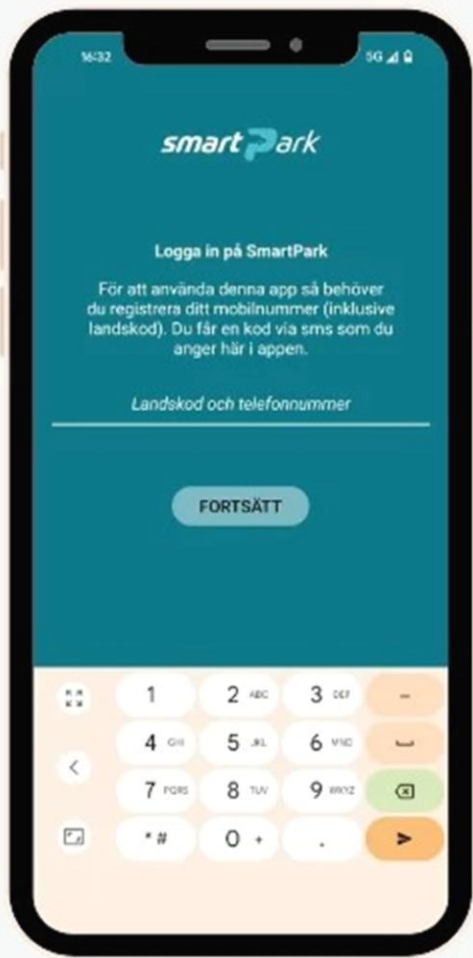 16:32
5G
smartPark
Logga in på SmartPark
För att använda denna app så behöver
du registrera ditt mobilnummer (inklusive
landskod). Du får en kod via sms som du
anger här i appen.
Landskod och telefonnummer
FORTSÄTT
1 2 ABC 3 DEF -
4 GHI 5 JKL 6 MNO
7 PQRS 8 TUV 9 WXYZ
* # 0 + .